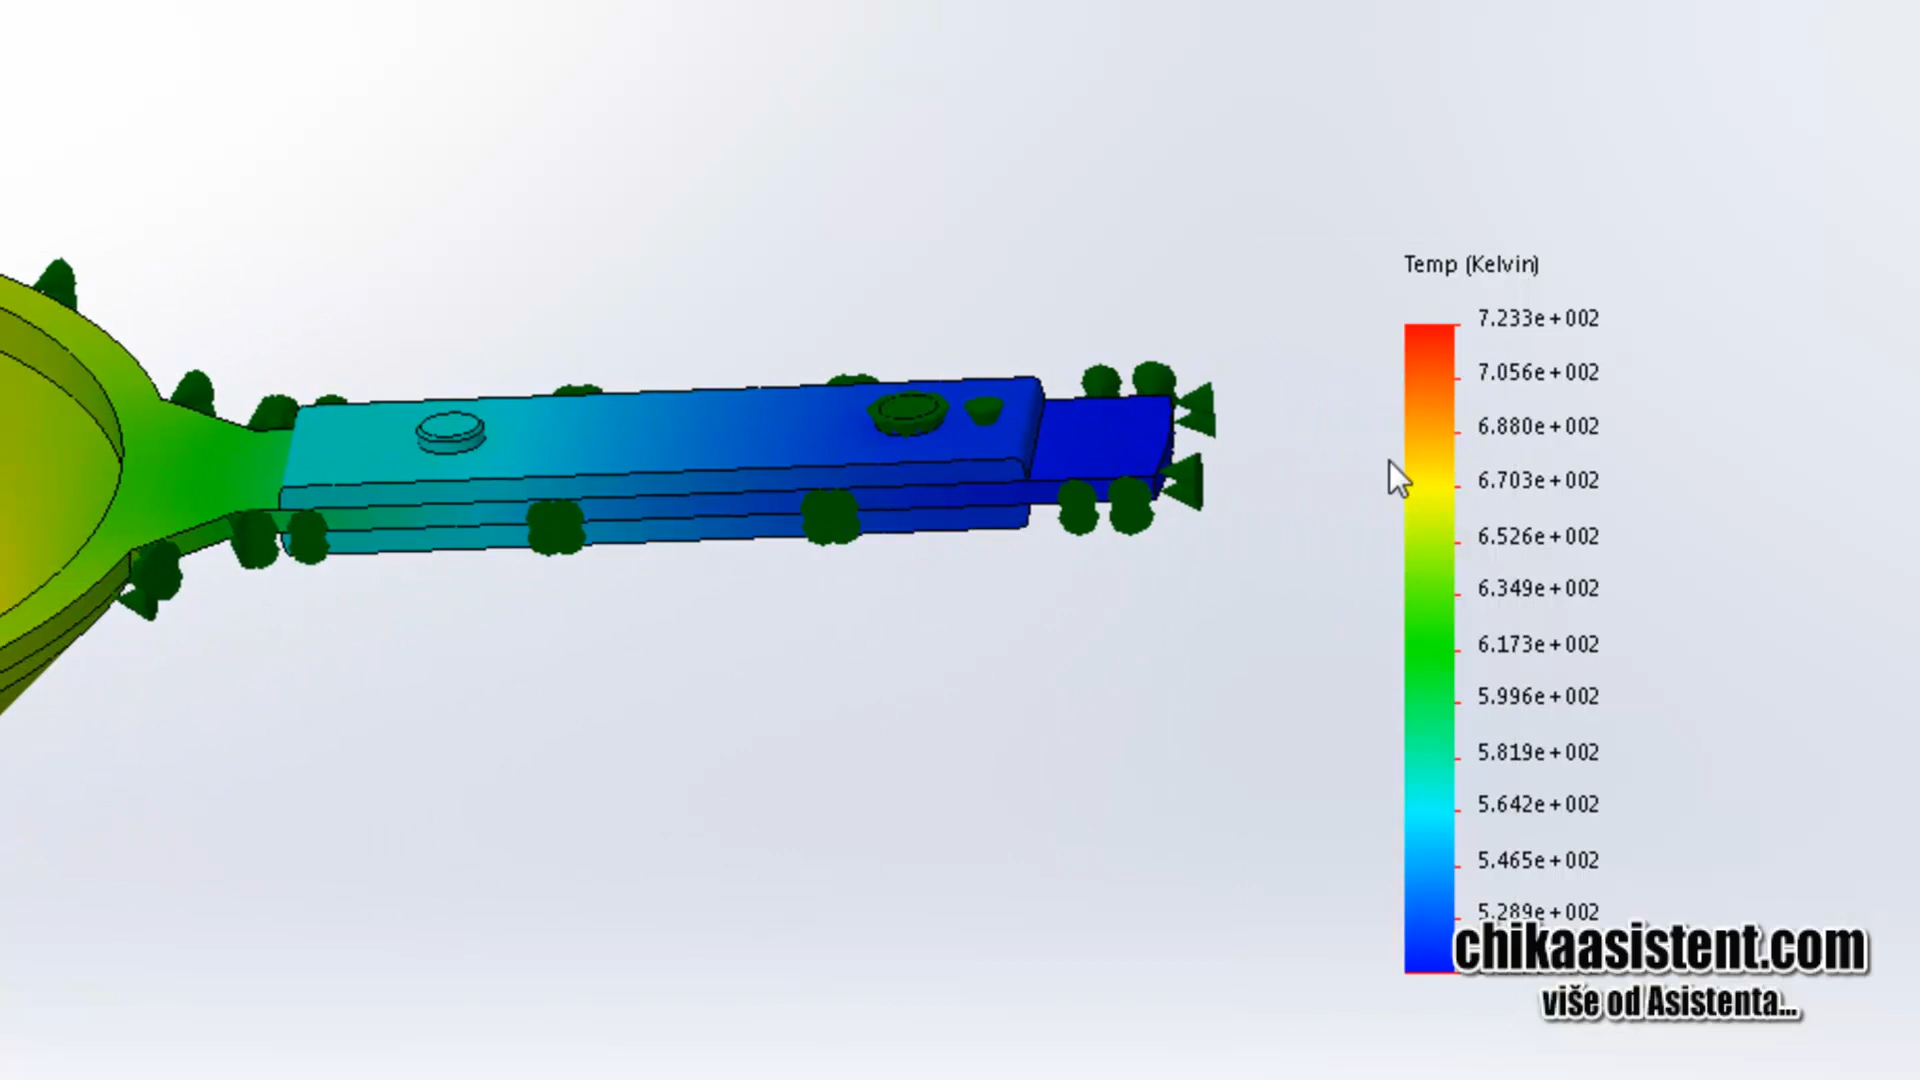 Temp (Kelvin)
7.233e+002
7.056e+002
6.880e+002
6.703e+002
6.526e+002
6.349e+002
6.173e+002
5.996e+002
5.819e+002
5.642e+002
5.465e+002
5.289e+002
chikaasistent.com
više od Asistenta...